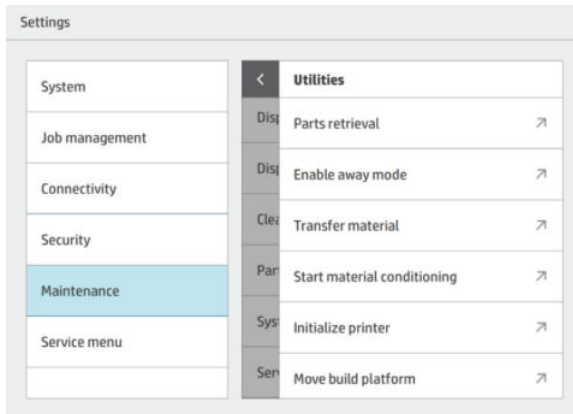 Settings
System
Job management
Connectivity
Security
Maintenance
Service menu
Utilities
Parts retrieval
Enable away mode
Transfer material
Start material conditioning
Initialize printer
Move build platform